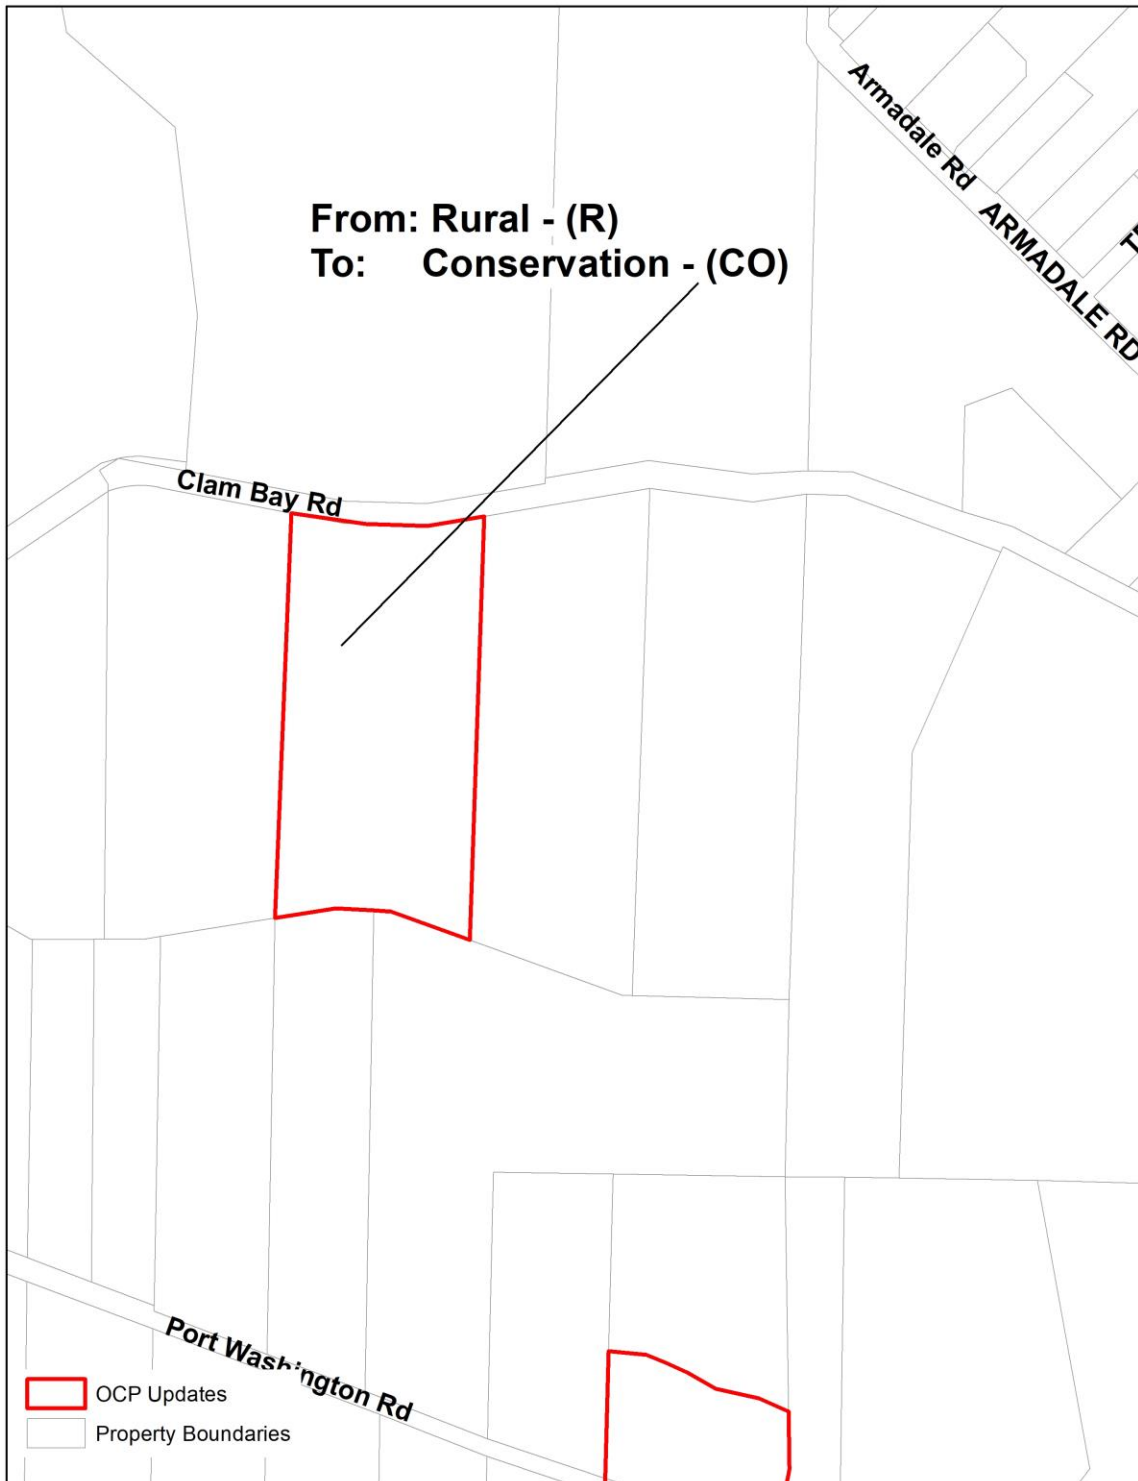 Armadale Rd
ARMADALE RD
From: Rural - (R)
To: Conservation - (CO)
Clam Bay Rd
Port Washington Rd
OCP Updates
Property Boundaries